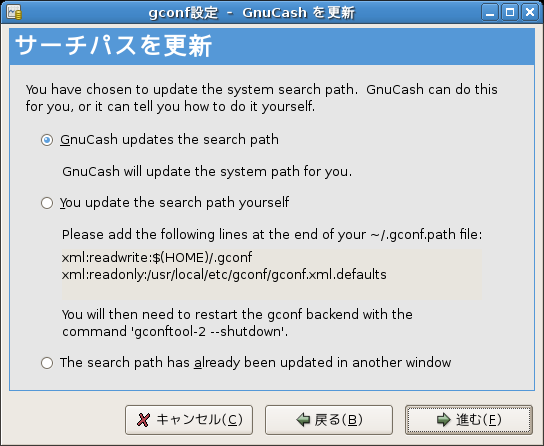 gconf設定 - GnuCash を更新
サーチパスを更新
You have chosen to update the system search path. GnuCash can do this
for you, or it can tell you how to do it yourself.
GnuCash updates the search path
GnuCash will update the system path for you.
You update the search path yourself
Please add the following lines at the end of your ~/.gconf.path file:
xml:readwrite:$(HOME)/.gconf
xml:readonly:/usr/local/etc/gconf/gconf.xml.defaults
You will then need to restart the gconf backend with the
command 'gconftool-2 --shutdown'.
The search path has already been updated in another window
キャンセル(C) 戻る(B) 進む(F)